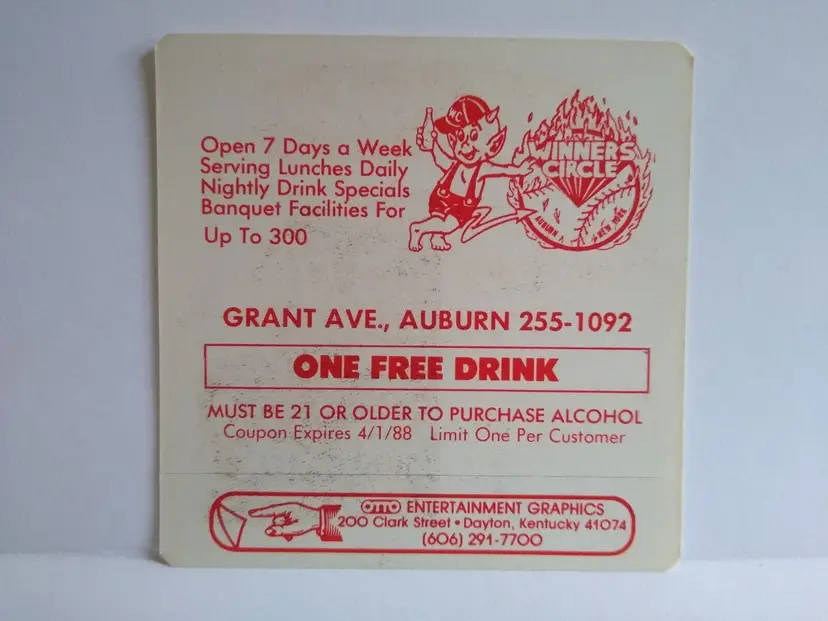 Open 7 Days a Week
Serving Lunches Daily
Nightly Drink Specials
Banquet Facilities For
Up To 300
WINNERS
CIRCLE
AUBURN
NEW YORK
GRANT AVE., AUBURN 255-1092
ONE FREE DRINK
MUST BE 21 OR OLDER TO PURCHASE ALCOHOL
Coupon Expires 4/1/88 Limit One Per Customer
OTTO ENTERTAINMENT GRAPHICS
200 Clark Street • Dayton, Kentucky 41074
(606) 291-7700